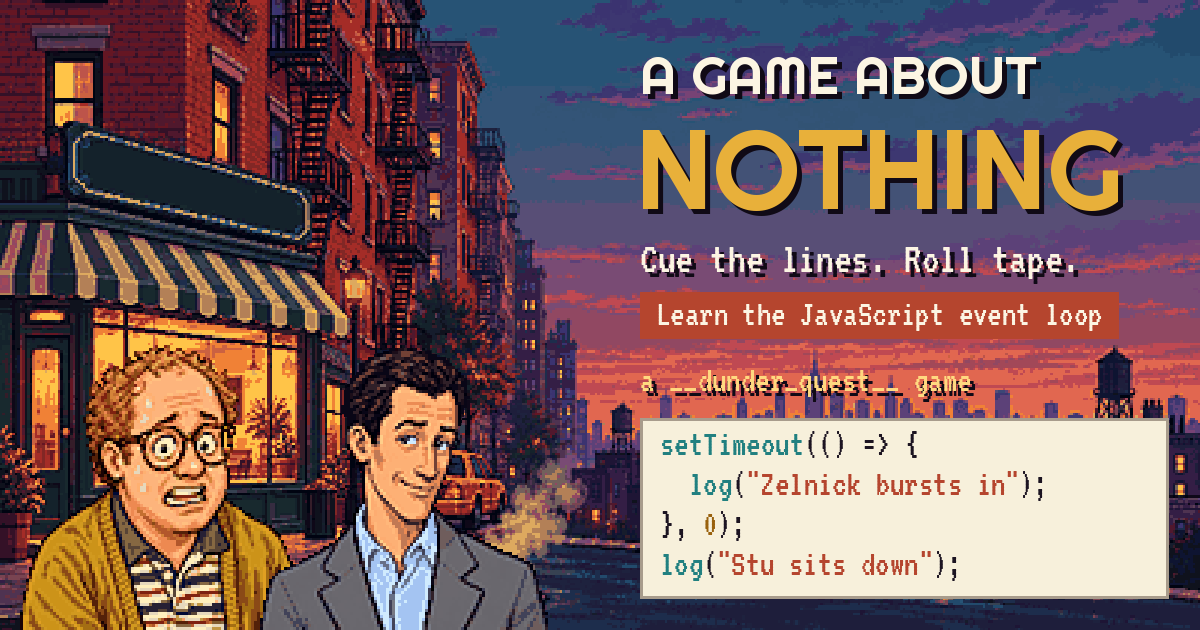 A GAME ABOUT
NOTHING
Cue the lines. Roll tape.
Learn the JavaScript event loop
a __dunder_quest__ game
setTimeout(() => {
  log("Zelnick bursts in");
}, 0);
log("Stu sits down");